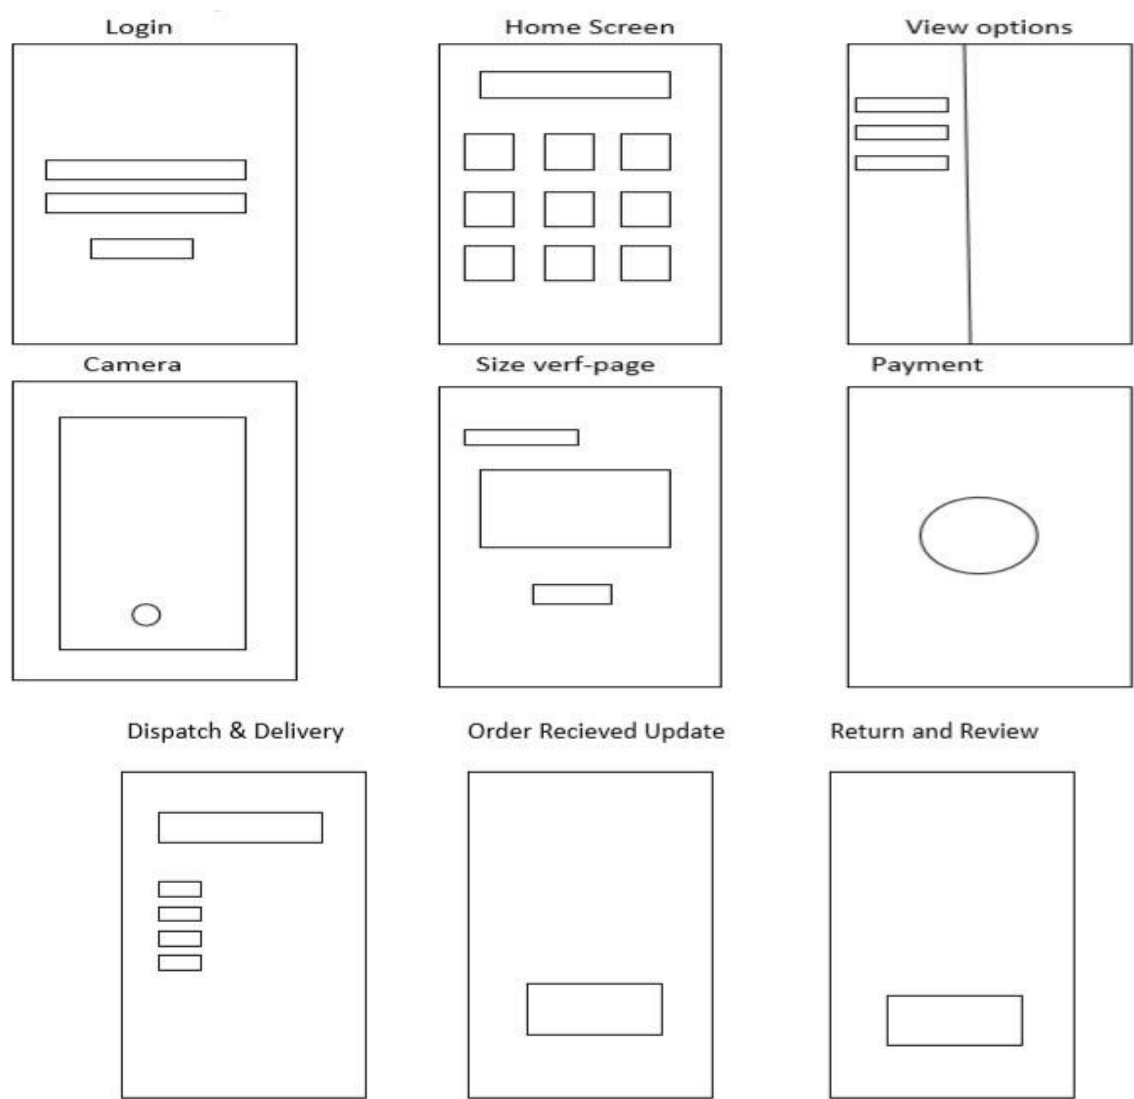 Login
Home Screen
View options
Camera
Size verf-page
Payment
Dispatch & Delivery
Order Recieved Update
Return and Review